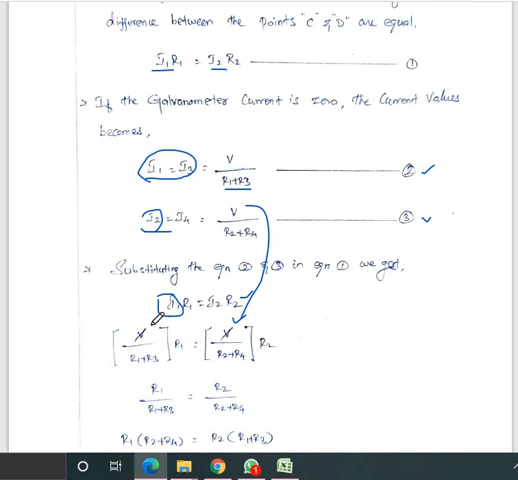 difference between the points "C" & "D" are equal.
I₁R₁ = I₂R₂ ①
> If the Galvanometer Current is zero, the Current Values
becomes,
I₁ = I₃ = V / R₁+R₃ ②
I₂ = I₄ = V / R₂+R₄ ③
Substituting the eqn ② & ③ in eqn ① we get,
I₁R₁ = I₂R₂
[V / R₁+R₃] R₁ = [V / R₂+R₄] R₂
R₁ / R₁+R₃ = R₂ / R₂+R₄
R₁(R₂+R₄) = R₂(R₁+R₃)
1